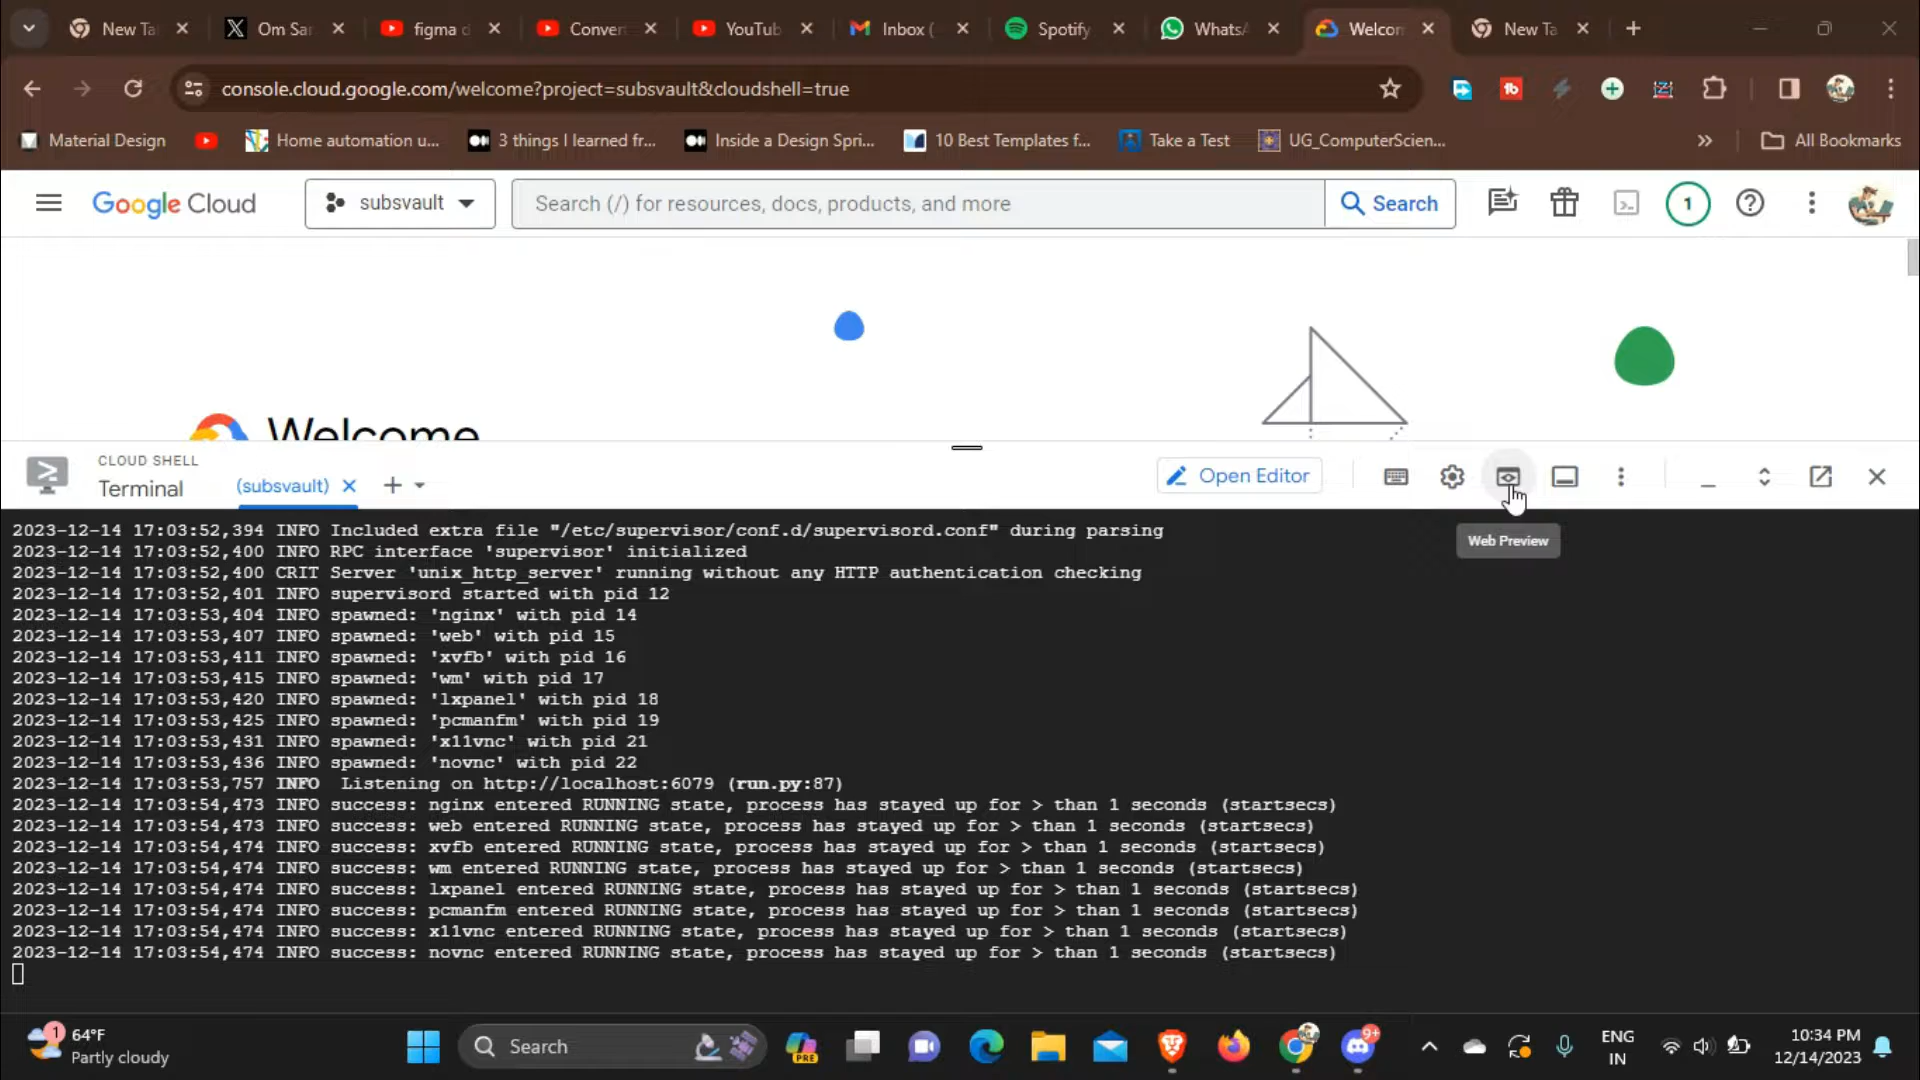 New Ta
Om Sar
figma d
Conver
YouTub
Inbox (
Spotify
WhatsA
Welcom
New Ta
console.cloud.google.com/welcome?project=subsvault&cloudshell=true
Material Design
Home automation u...
3 things I learned fr...
Inside a Design Spri...
10 Best Templates f...
Take a Test
UG_ComputerScien...
All Bookmarks
Google Cloud
subsvault
Search (/) for resources, docs, products, and more
Search
1
Welcome
CLOUD SHELL
Terminal
(subsvault)
Open Editor
Web Preview
2023-12-14 17:03:52,394 INFO Included extra file "/etc/supervisor/conf.d/supervisord.conf" during parsing
2023-12-14 17:03:52,400 INFO RPC interface 'supervisor' initialized
2023-12-14 17:03:52,400 CRIT Server 'unix_http_server' running without any HTTP authentication checking
2023-12-14 17:03:52,401 INFO supervisord started with pid 12
2023-12-14 17:03:53,404 INFO spawned: 'nginx' with pid 14
2023-12-14 17:03:53,407 INFO spawned: 'web' with pid 15
2023-12-14 17:03:53,411 INFO spawned: 'xvfb' with pid 16
2023-12-14 17:03:53,415 INFO spawned: 'wm' with pid 17
2023-12-14 17:03:53,420 INFO spawned: 'lxpanel' with pid 18
2023-12-14 17:03:53,425 INFO spawned: 'pcmanfm' with pid 19
2023-12-14 17:03:53,431 INFO spawned: 'x11vnc' with pid 21
2023-12-14 17:03:53,436 INFO spawned: 'novnc' with pid 22
2023-12-14 17:03:53,757 INFO  Listening on http://localhost:6079 (run.py:87)
2023-12-14 17:03:54,473 INFO success: nginx entered RUNNING state, process has stayed up for > than 1 seconds (startsecs)
2023-12-14 17:03:54,473 INFO success: web entered RUNNING state, process has stayed up for > than 1 seconds (startsecs)
2023-12-14 17:03:54,474 INFO success: xvfb entered RUNNING state, process has stayed up for > than 1 seconds (startsecs)
2023-12-14 17:03:54,474 INFO success: wm entered RUNNING state, process has stayed up for > than 1 seconds (startsecs)
2023-12-14 17:03:54,474 INFO success: lxpanel entered RUNNING state, process has stayed up for > than 1 seconds (startsecs)
2023-12-14 17:03:54,474 INFO success: pcmanfm entered RUNNING state, process has stayed up for > than 1 seconds (startsecs)
2023-12-14 17:03:54,474 INFO success: x11vnc entered RUNNING state, process has stayed up for > than 1 seconds (startsecs)
2023-12-14 17:03:54,474 INFO success: novnc entered RUNNING state, process has stayed up for > than 1 seconds (startsecs)
1
64°F
Partly cloudy
Search
PRE
9+
ENG
IN
10:34 PM
12/14/2023